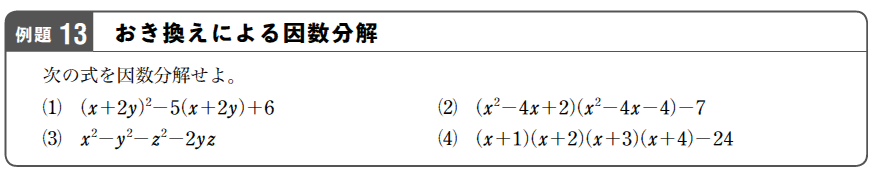 例題 13 おき換えによる因数分解
次の式を因数分解せよ。
(1) (x+2y)²−5(x+2y)+6 (2) (x²−4x+2)(x²−4x−4)−7
(3) x²−y²−z²−2yz (4) (x+1)(x+2)(x+3)(x+4)−24